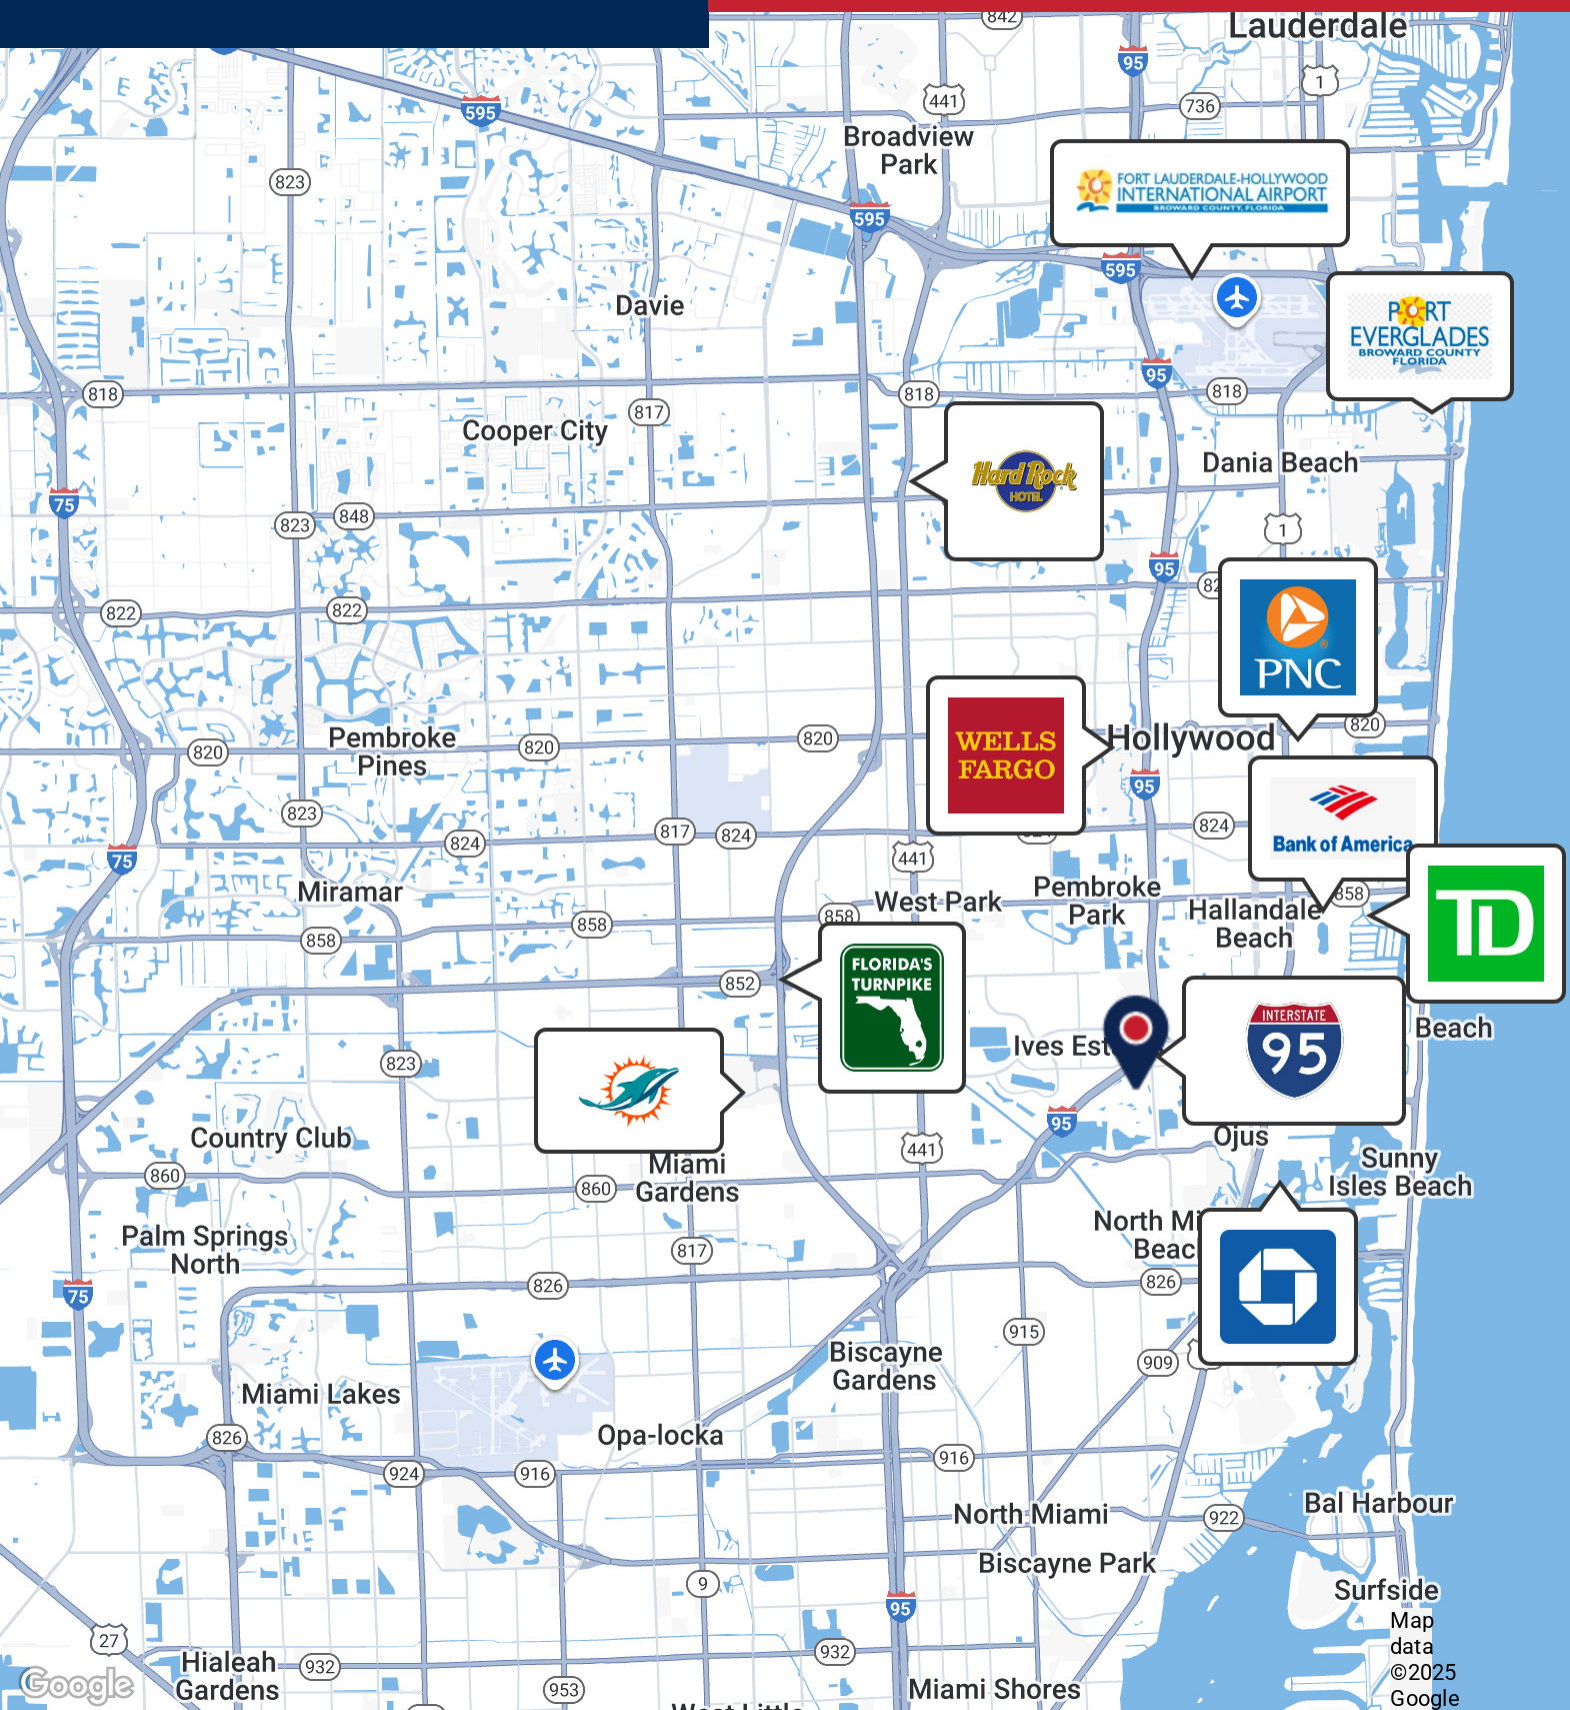 842
Lauderdale
95
1
441
736
595
Broadview
Park
823
FORT LAUDERDALE-HOLLYWOOD
INTERNATIONAL AIRPORT
BROWARD COUNTY, FLORIDA
595
595
Davie
PORT
EVERGLADES
BROWARD COUNTY
FLORIDA
95
818
818
818
817
Cooper City
Dania Beach
Hard Rock
HOTEL
75
823
848
1
95
822
822
PNC
820
Hollywood
WELLS
FARGO
Pembroke
Pines
820
820
820
95
823
817
824
824
824
Bank of America
75
441
Miramar
West Park
Pembroke
Park
858
858
858
858
Hallandale
Beach
TD
FLORIDA'S
TURNPIKE
852
INTERSTATE
95
Beach
Ives
823
95
Country Club
441
Ojus
Miami
Gardens
860
860
Sunny
Isles Beach
Palm Springs
North
817
826
826
75
915
909
Biscayne
Gardens
Miami Lakes
Opa-locka
826
924
916
916
North Miami
922
Bal Harbour
Biscayne Park
9
Surfside
95
27
Map
data
©2025
Google
932
932
Hialeah
Gardens
953
Miami Shores
Google